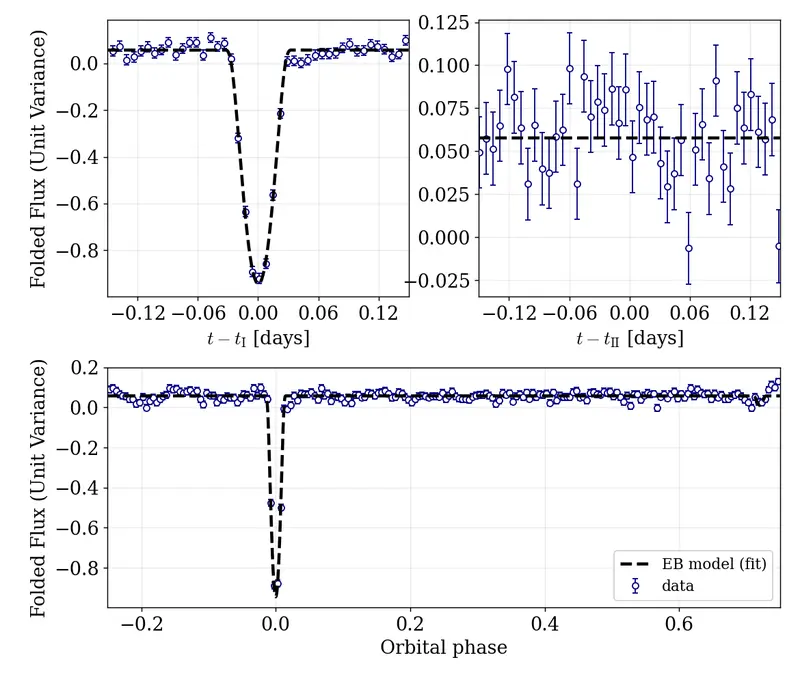 Folded Flux (Unit Variance)
0.0
−0.2
−0.4
−0.6
−0.8
−0.12 −0.06 0.00 0.06 0.12
t − t_I [days]
0.125
0.100
0.075
0.050
0.025
0.000
−0.025
−0.12 −0.06 0.00 0.06 0.12
t − t_II [days]
Folded Flux (Unit Variance)
0.2
0.0
−0.2
−0.4
−0.6
−0.8
EB model (fit)
data
−0.2 0.0 0.2 0.4 0.6
Orbital phase